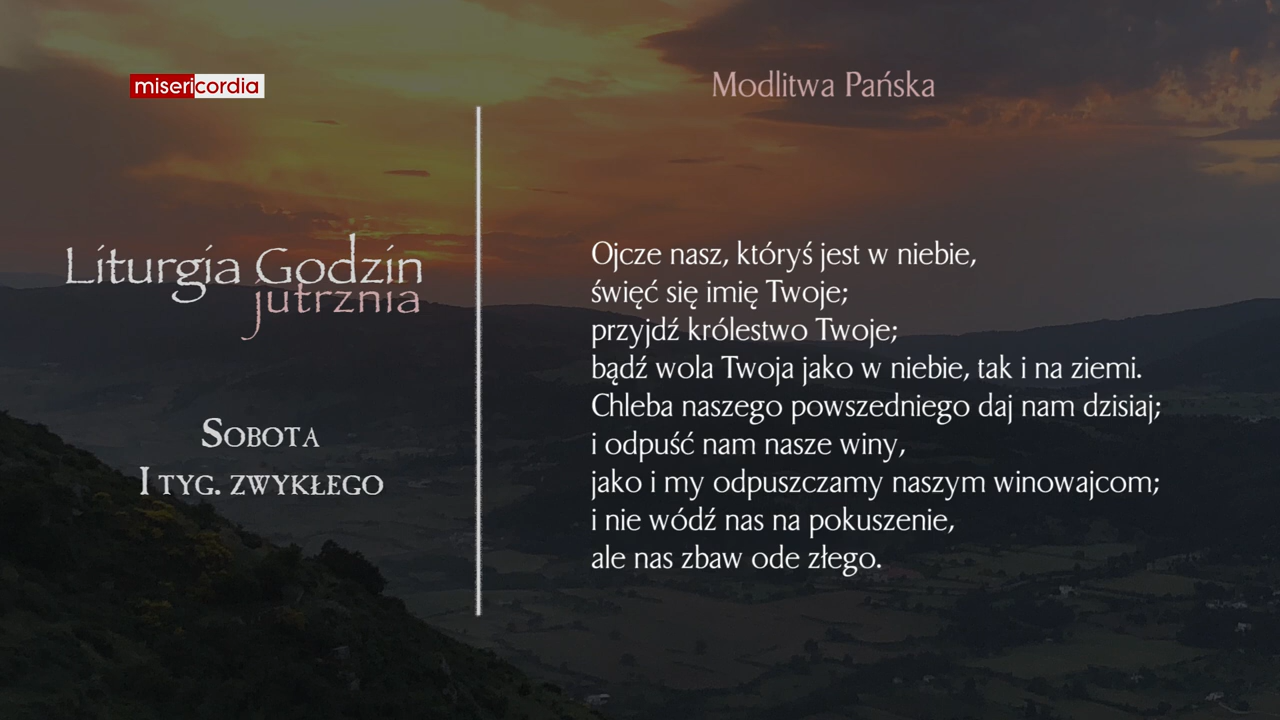 misericordia
Liturgia Godzin
jutrznia
Sobota
I tyg. zwykłego
Modlitwa Pańska
Ojcze nasz, któryś jest w niebie,
święć się imię Twoje;
przyjdź królestwo Twoje;
bądź wola Twoja jako w niebie, tak i na ziemi.
Chleba naszego powszedniego daj nam dzisiaj;
i odpuść nam nasze winy,
jako i my odpuszczamy naszym winowajcom;
i nie wódź nas na pokuszenie,
ale nas zbaw ode złego.